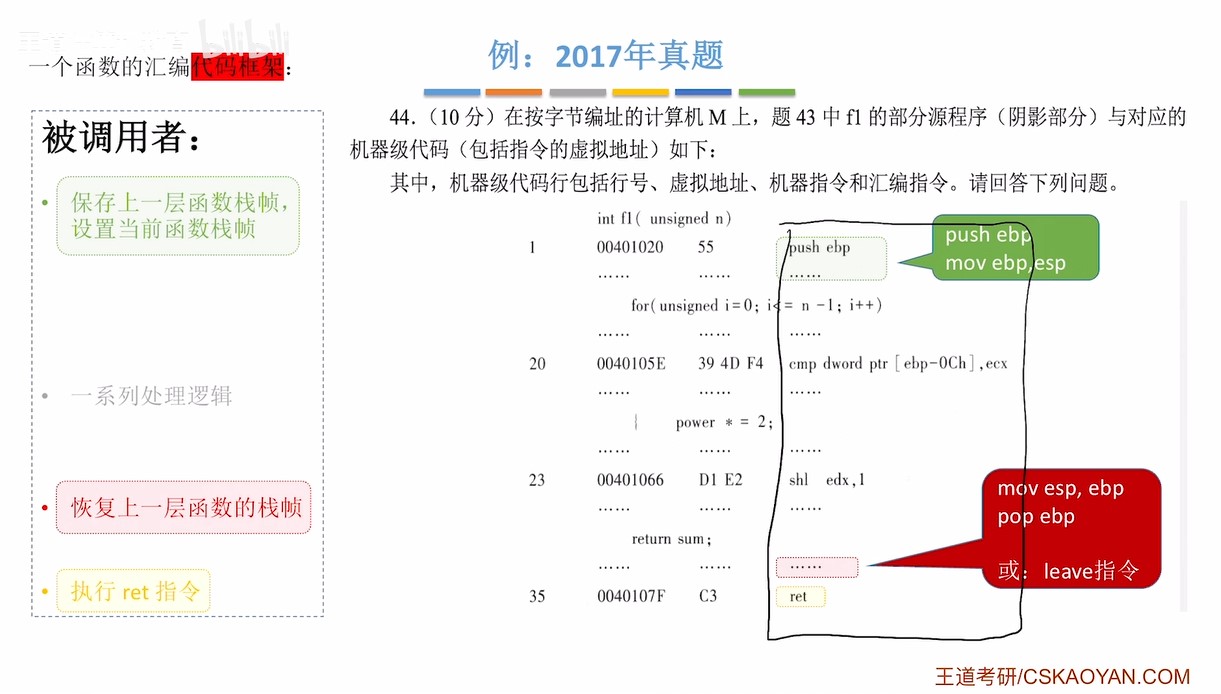 bilibili
一个函数的汇编代码框架：
例：2017年真题
被调用者：
保存上一层函数栈帧，
设置当前函数栈帧
一系列处理逻辑
恢复上一层函数的栈帧
执行 ret 指令
44.（10 分）在按字节编址的计算机 M 上，题 43 中 f1 的部分源程序（阴影部分）与对应的
机器级代码（包括指令的虚拟地址）如下：
其中，机器级代码行包括行号、虚拟地址、机器指令和汇编指令。请回答下列问题。
int f1( unsigned n)
1 00401020 55 push ebp
…… …… ……
for(unsigned i=0; i<= n -1; i++)
…… …… ……
20 0040105E 39 4D F4 cmp dword ptr [ebp-0Ch],ecx
…… …… ……
{ power * = 2;
…… …… ……
23 00401066 D1 E2 shl edx,1
…… …… ……
return sum;
…… …… ……
35 0040107F C3 ret
push ebp
mov ebp,esp
mov esp, ebp
pop ebp
或：leave指令
王道考研/CSKAOYAN.COM